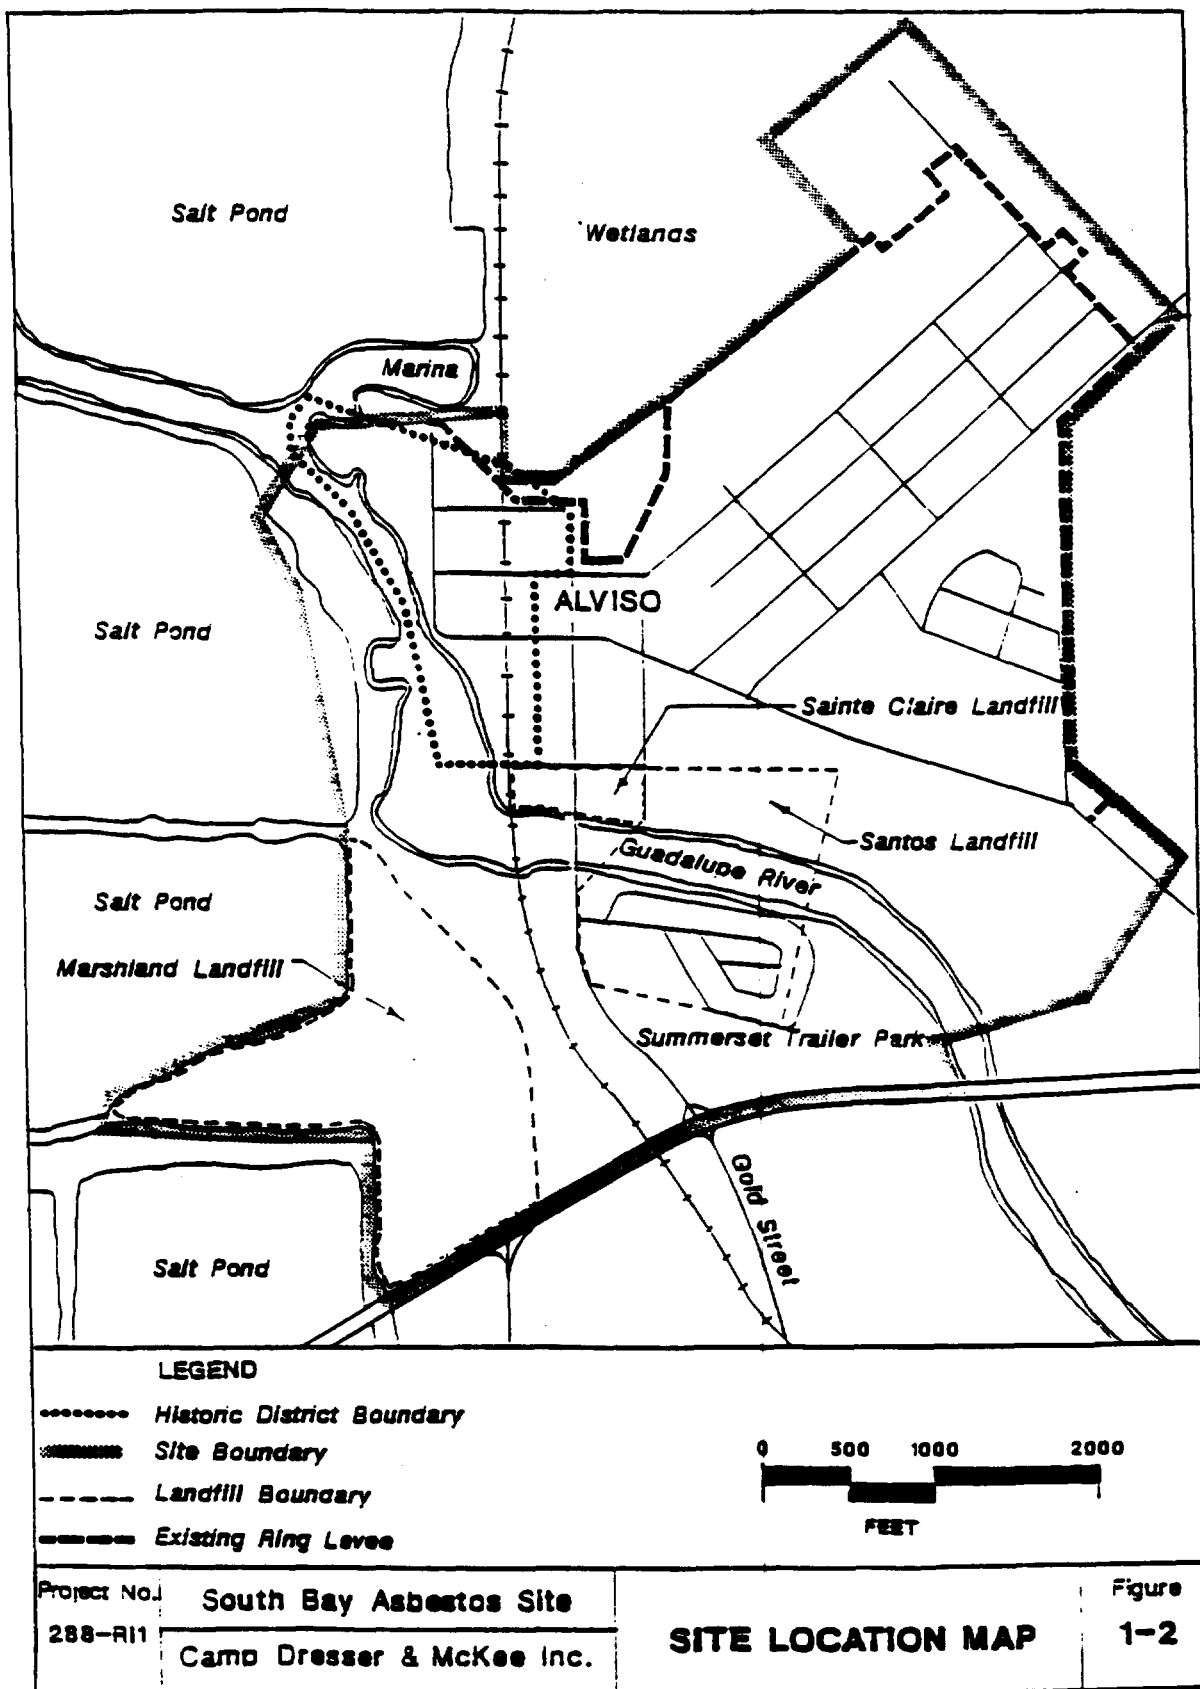 Salt Pond
Wetlands
Marina
ALVISO
Salt Pond
Sainte Claire Landfill
Santos Landfill
Guadalupe River
Salt Pond
Marshland Landfill
Summerset Trailer Park
Gold Street
Salt Pond
LEGEND
Historic District Boundary
Site Boundary
Landfill Boundary
Existing Ring Levee
0 500 1000 2000
FEET
Project No.
288-RI1
South Bay Asbestos Site
Camp Dresser & McKee Inc.
SITE LOCATION MAP
Figure
1-2